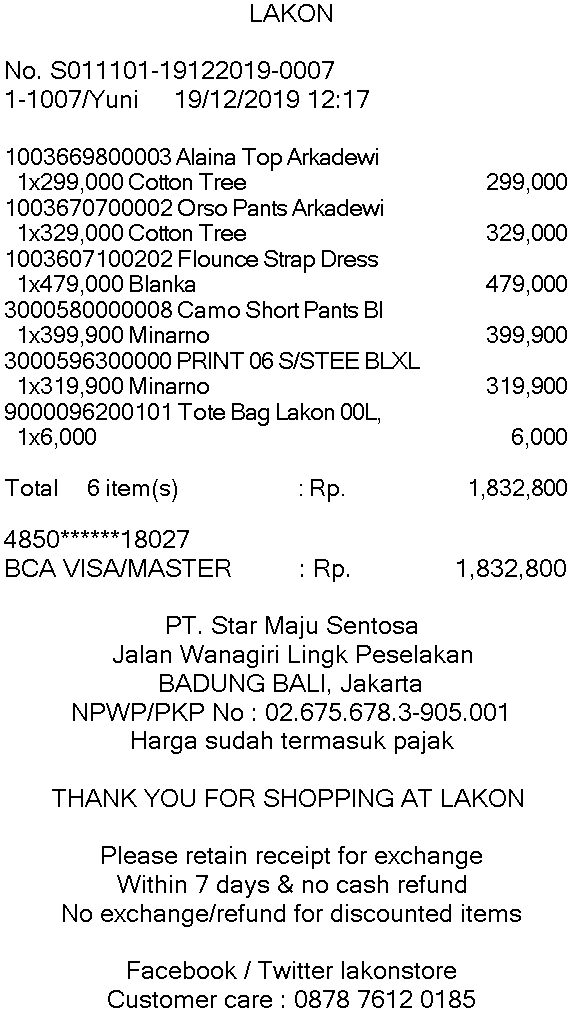 LAKON
No. S011101-19122019-0007
1-1007/Yuni 19/12/2019 12:17
1003669800003 Alaina Top Arkadewi
1x299,000 Cotton Tree 299,000
1003670700002 Orso Pants Arkadewi
1x329,000 Cotton Tree 329,000
1003607100202 Flounce Strap Dress
1x479,000 Blanka 479,000
3000580000008 Camo Short Pants Bl
1x399,900 Minarno 399,900
3000596300000 PRINT 06 S/STEE BLXL
1x319,900 Minarno 319,900
9000096200101 Tote Bag Lakon 00L,
1x6,000 6,000
Total 6 item(s) : Rp. 1,832,800
4850******18027
BCA VISA/MASTER : Rp. 1,832,800
PT. Star Maju Sentosa
Jalan Wanagiri Lingk Peselakan
BADUNG BALI, Jakarta
NPWP/PKP No : 02.675.678.3-905.001
Harga sudah termasuk pajak
THANK YOU FOR SHOPPING AT LAKON
Please retain receipt for exchange
Within 7 days & no cash refund
No exchange/refund for discounted items
Facebook / Twitter lakonstore
Customer care : 0878 7612 0185